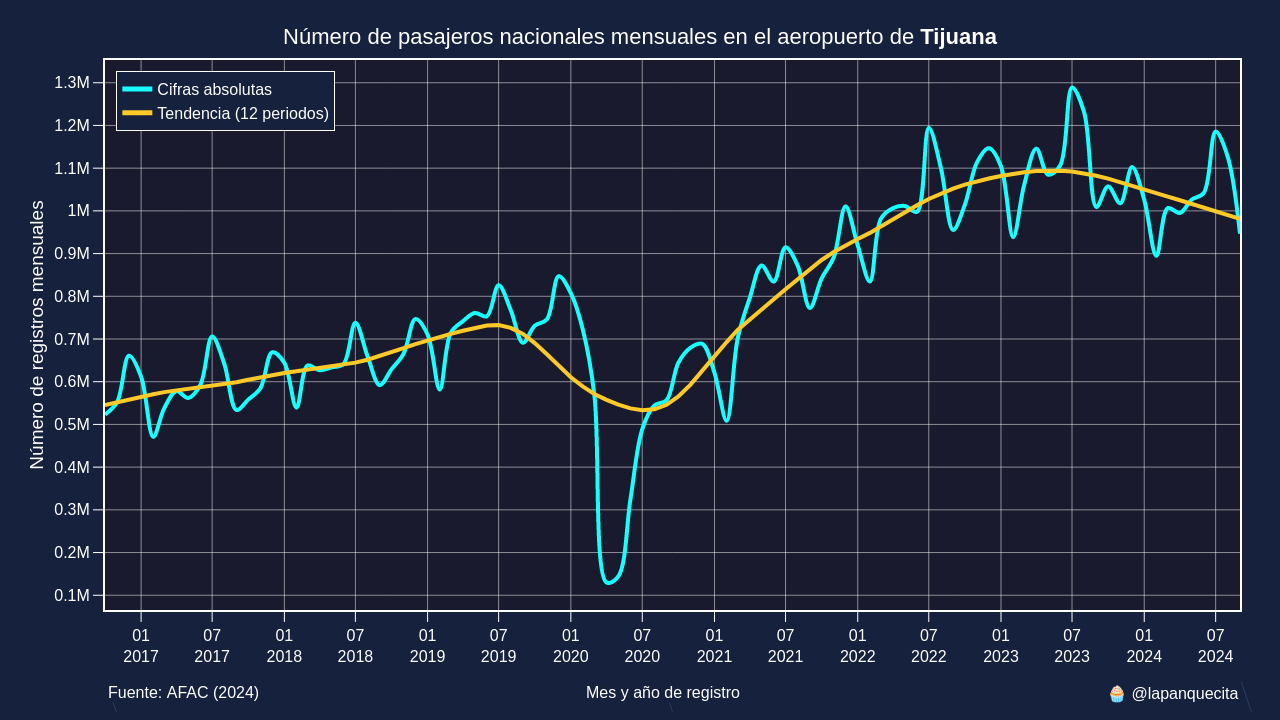 Número de pasajeros nacionales mensuales en el aeropuerto de Tijuana
Cifras absolutas
Tendencia (12 periodos)
Número de registros mensuales
1.3M
1.2M
1.1M
1M
0.9M
0.8M
0.7M
0.6M
0.5M
0.4M
0.3M
0.2M
0.1M
01 07 01 07 01 07 01 07 01 07 01 07 01 07 01 07
2017 2017 2018 2018 2019 2019 2020 2020 2021 2021 2022 2022 2023 2023 2024 2024
Fuente: AFAC (2024)
Mes y año de registro
🧁 @lapanquecita